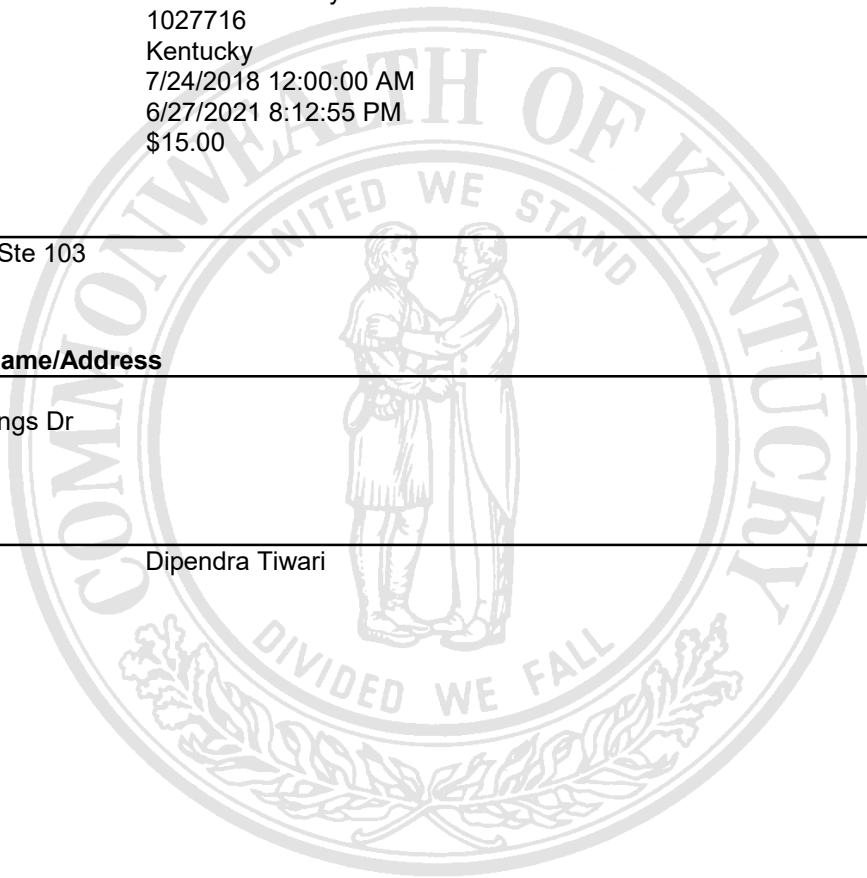 1027716
Kentucky
7/24/2018 12:00:00 AM
6/27/2021 8:12:55 PM
$15.00
Ste 103
ame/Address
ngs Dr
Dipendra Tiwari
COMMONWEALTH OF KENTUCKY
UNITED WE STAND
DIVIDED WE FALL